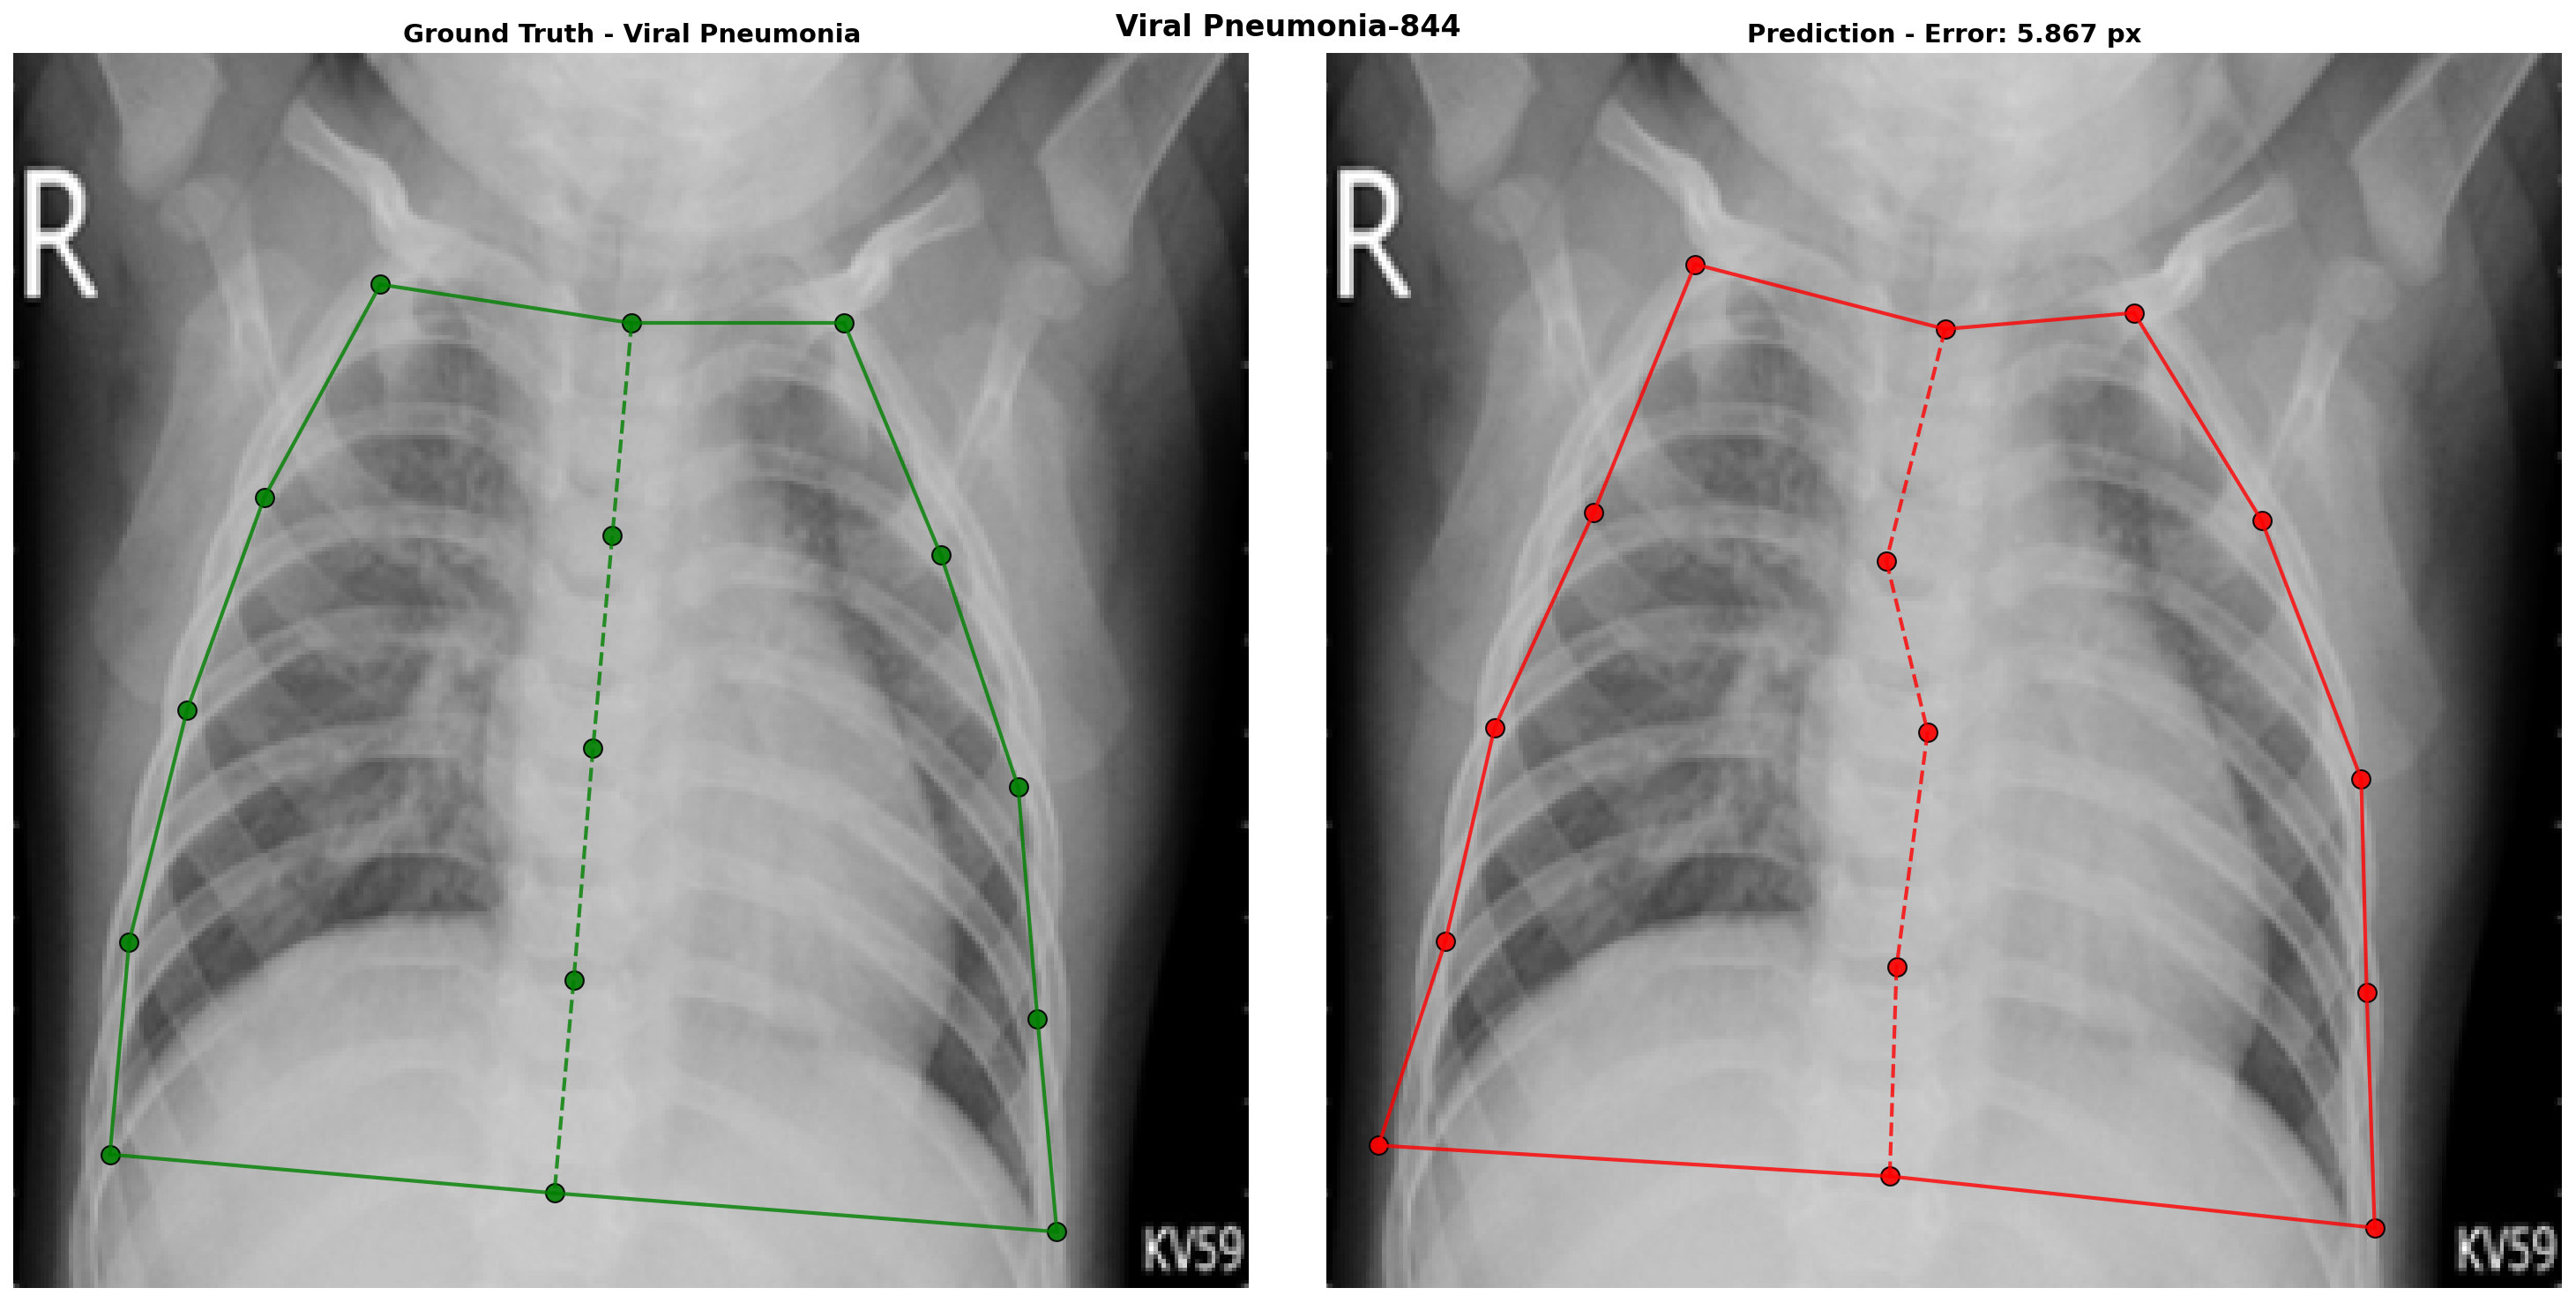 Viral Pneumonia-844
Ground Truth - Viral Pneumonia
Prediction - Error: 5.867 px
R
R
KV59
KV59